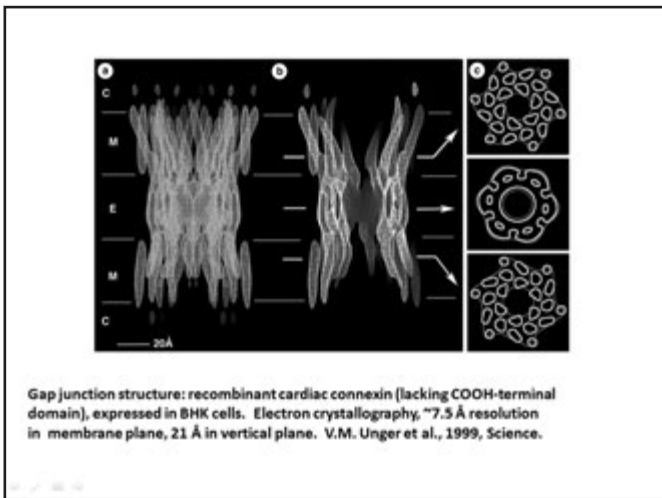 a
b
c
C
M
E
M
C
20Å
Gap junction structure: recombinant cardiac connexin (lacking COOH-terminal
domain), expressed in BHK cells. Electron crystallography, ~7.5 Å resolution
in membrane plane, 21 Å in vertical plane. V.M. Unger et al., 1999, Science.